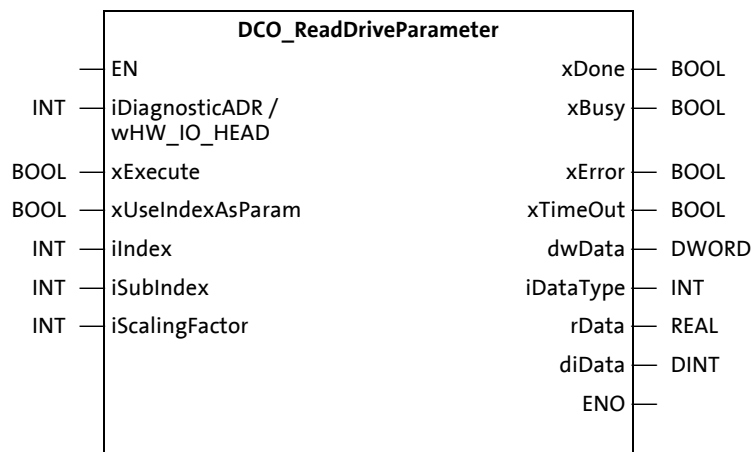 DCO_ReadDriveParameter
EN xDone BOOL
INT iDiagnosticADR / xBusy BOOL
wHW_IO_HEAD
BOOL xExecute xError BOOL
BOOL xUseIndexAsParam xTimeOut BOOL
INT iIndex dwData DWORD
INT iSubIndex iDataType INT
INT iScalingFactor rData REAL
diData DINT
ENO